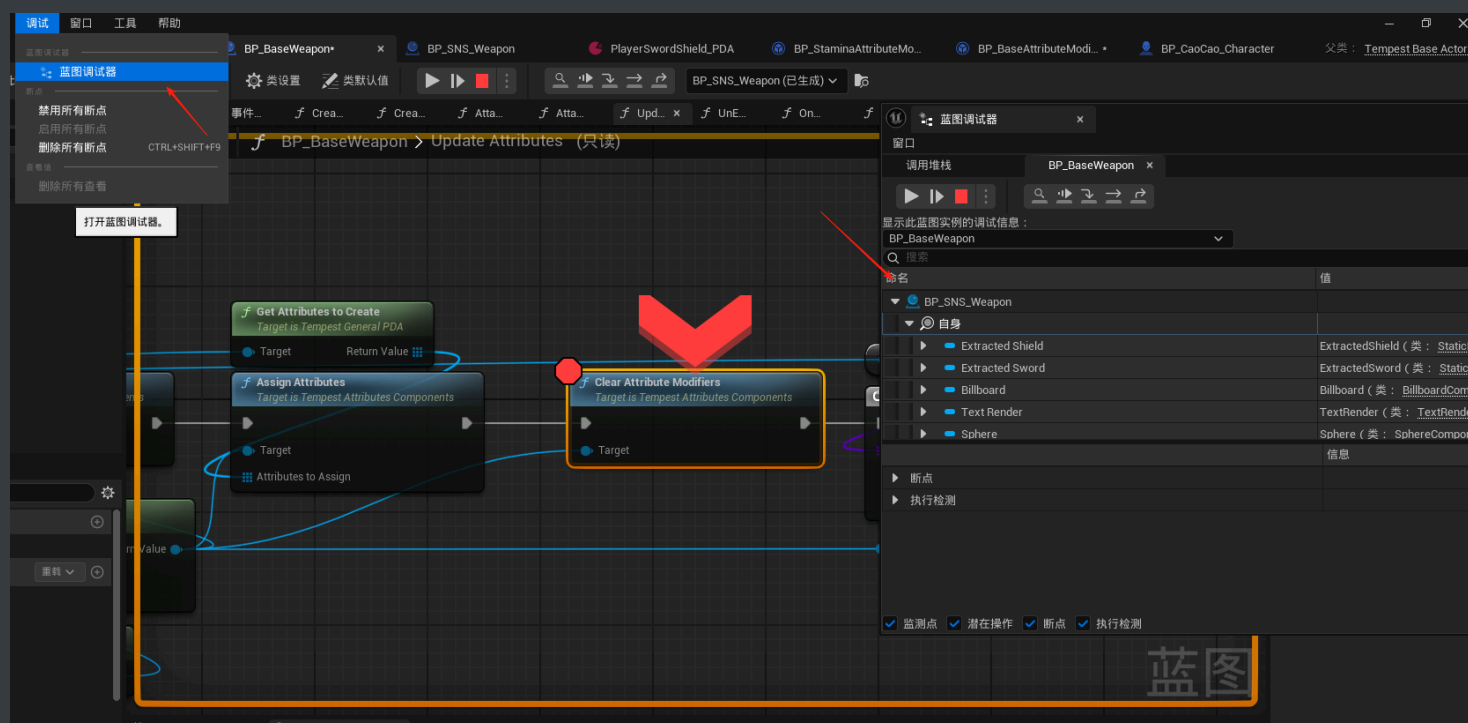 调试 窗口 工具 帮助
蓝图调试器
BP_BaseWeapon• × BP_SNS_Weapon PlayerSwordShield_PDA BP_StaminaAttributeMo... BP_BaseAttributeModi... • BP_CaoCao_Character 父类： Tempest Base Actor
蓝图调试器
类设置 类默认值 BP_SNS_Weapon (已生成)
断点
禁用所有断点
启用所有断点
删除所有断点 CTRL+SHIFT+F9
查看值
删除所有查看
打开蓝图调试器。
事件... Crea... Crea... Atta... Atta... Upd... × UnE... On...
BP_BaseWeapon > Update Attributes (只读)
Get Attributes to Create
Target is Tempest General PDA
Target Return Value
Assign Attributes
Target is Tempest Attributes Components
Target
Attributes to Assign
Clear Attribute Modifiers
Target is Tempest Attributes Components
Target
重载
蓝图
蓝图调试器 ×
窗口
调用堆栈 BP_BaseWeapon ×
显示此蓝图实例的调试信息：
BP_BaseWeapon
搜索
命名 值
BP_SNS_Weapon
自身
Extracted Shield ExtractedShield ( 类： Static
Extracted Sword ExtractedSword ( 类： Static
Billboard Billboard ( 类： BillboardCom
Text Render TextRender ( 类： TextRende
Sphere Sphere ( 类： SphereCompon
信息
断点
执行检测
监测点 潜在操作 断点 执行检测